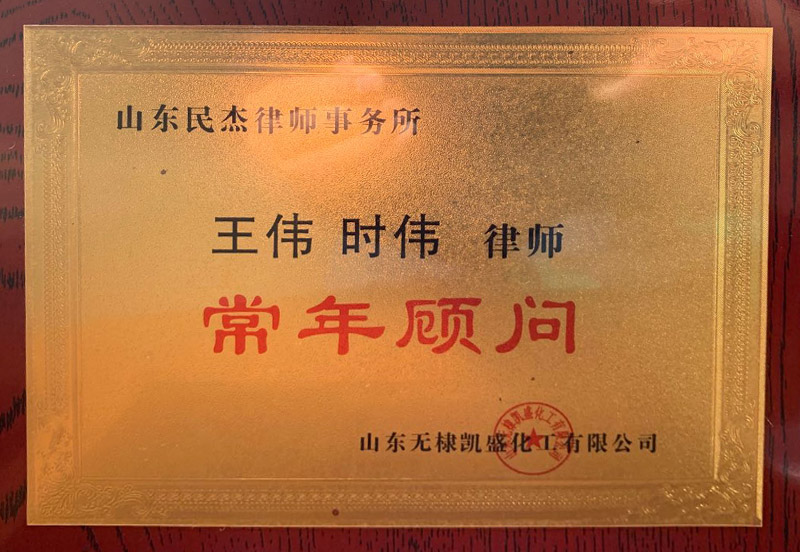 山东民杰律师事务所
王伟 时伟 律师
常年顾问
山东无棣凯盛化工有限公司